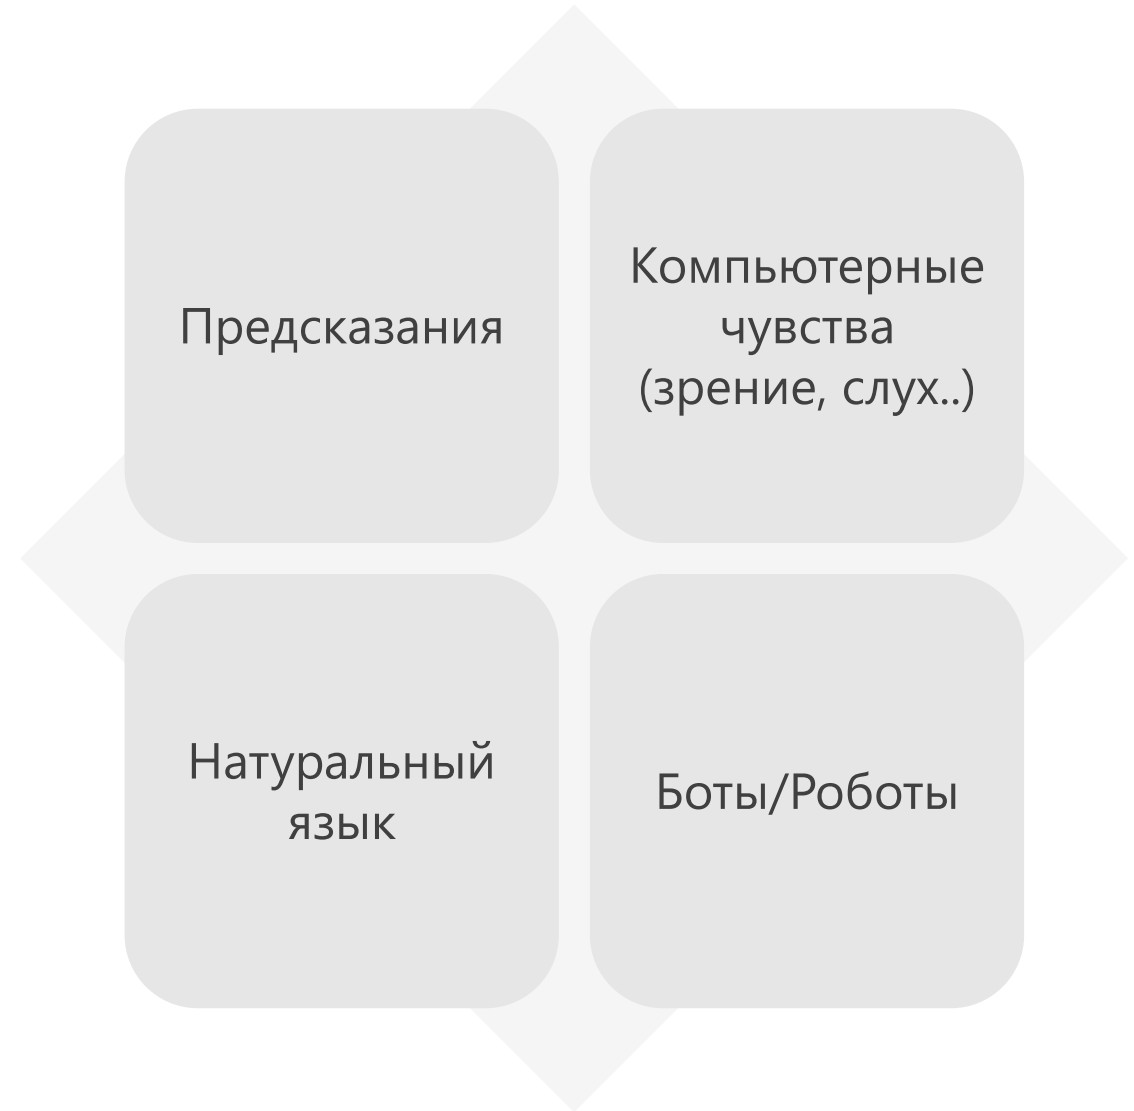 Предсказания
Компьютерные
чувства
(зрение, слух..)
Натуральный
язык
Боты/Роботы